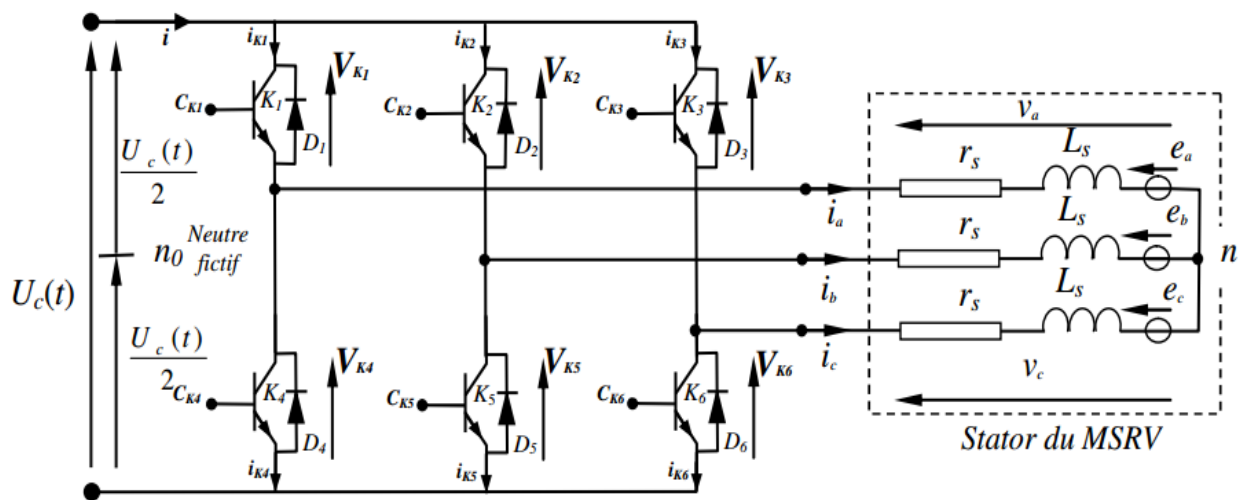 i
i_K1
i_K2
i_K3
V_K1
V_K2
V_K3
C_K1
K_1
D_1
C_K2
K_2
D_2
C_K3
K_3
D_3
v_a
U_c(t)
2
r_s
L_s
e_a
i_a
n_0 Neutre
fictif
r_s
L_s
e_b
n
i_b
U_c(t)
r_s
L_s
e_c
i_c
U_c(t)
2
V_K4
V_K5
V_K6
v_c
C_K4
K_4
D_4
C_K5
K_5
D_5
C_K6
K_6
D_6
Stator du MSRV
i_K4
i_K5
i_K6